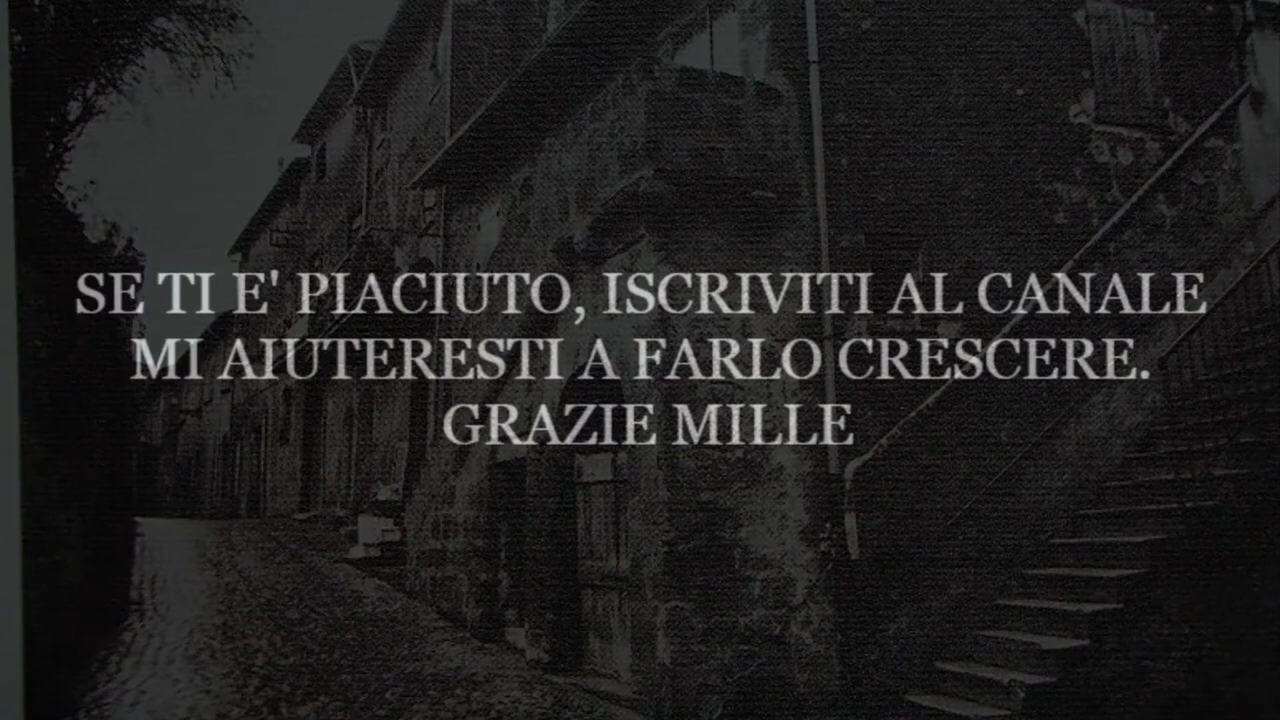 SE TI E' PIACIUTO, ISCRIVITI AL CANALE
MI AIUTERESTI A FARLO CRESCERE.
GRAZIE MILLE